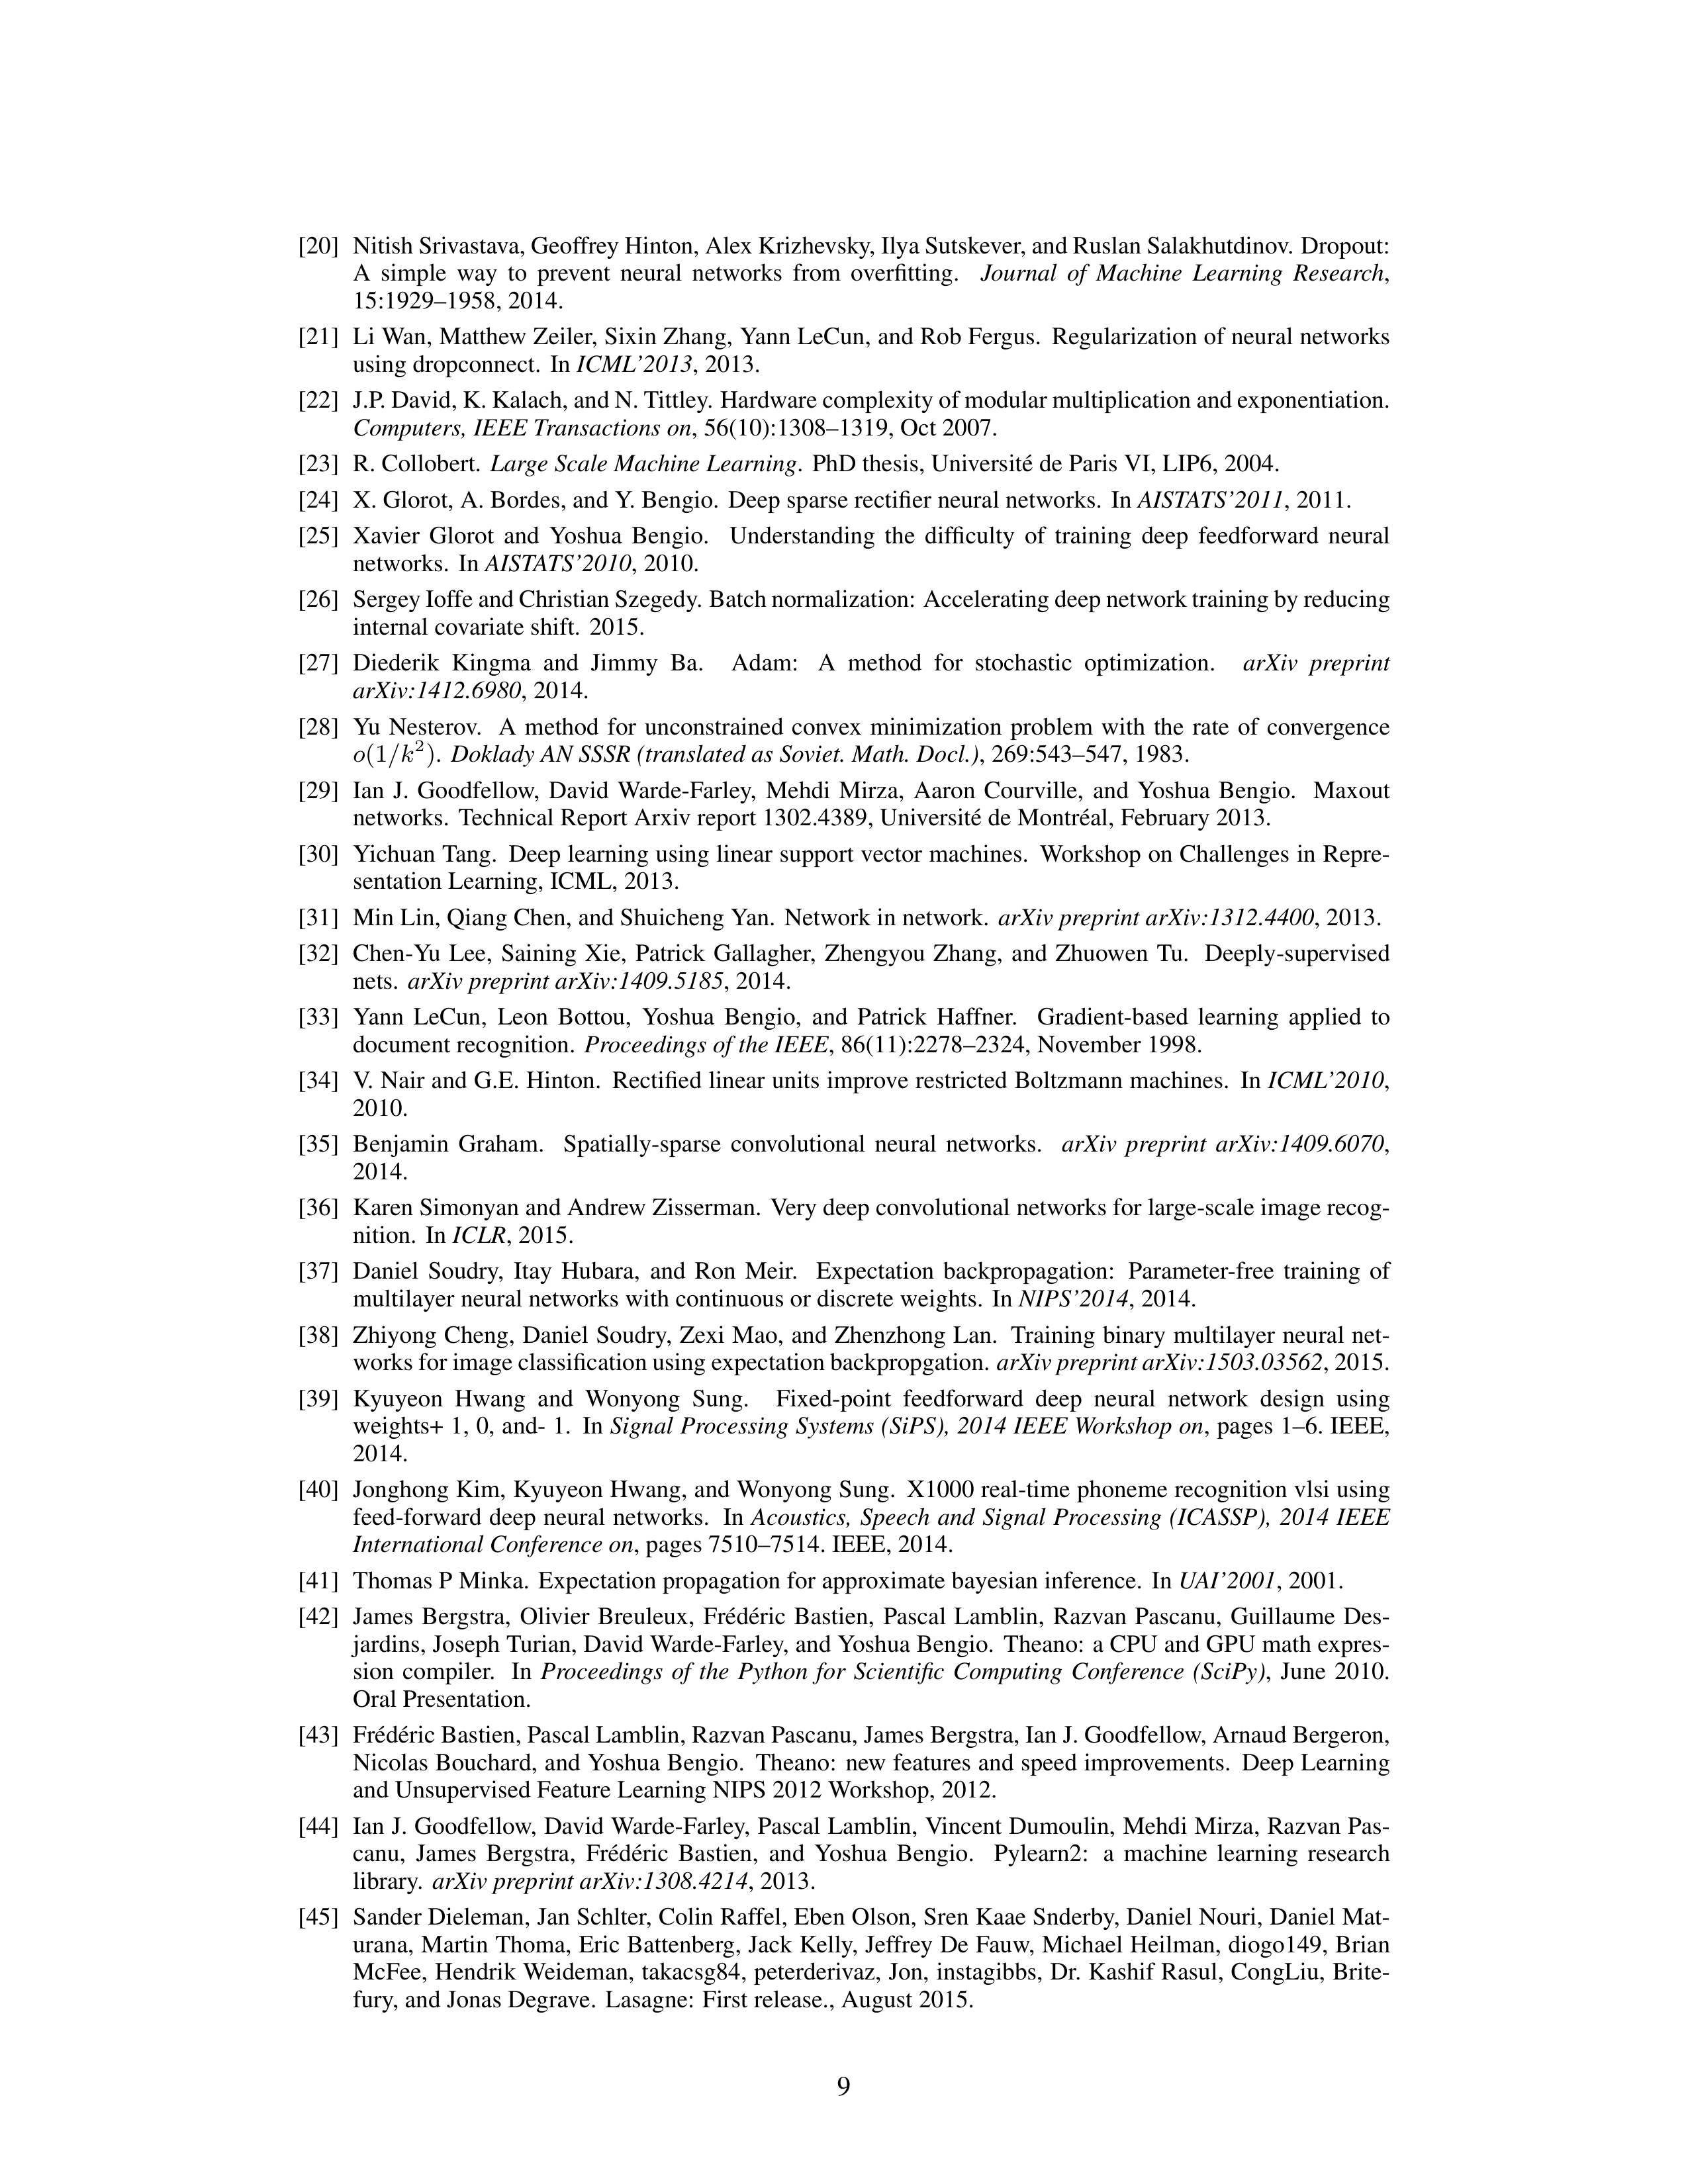 [20] Nitish Srivastava, Geoffrey Hinton, Alex Krizhevsky, Ilya Sutskever, and Ruslan Salakhutdinov. Dropout:
A simple way to prevent neural networks from overfitting. Journal of Machine Learning Research,
15:1929–1958, 2014.
[21] Li Wan, Matthew Zeiler, Sixin Zhang, Yann LeCun, and Rob Fergus. Regularization of neural networks
using dropconnect. In ICML'2013, 2013.
[22] J.P. David, K. Kalach, and N. Tittley. Hardware complexity of modular multiplication and exponentiation.
Computers, IEEE Transactions on, 56(10):1308–1319, Oct 2007.
[23] R. Collobert. Large Scale Machine Learning. PhD thesis, Université de Paris VI, LIP6, 2004.
[24] X. Glorot, A. Bordes, and Y. Bengio. Deep sparse rectifier neural networks. In AISTATS'2011, 2011.
[25] Xavier Glorot and Yoshua Bengio. Understanding the difficulty of training deep feedforward neural
networks. In AISTATS'2010, 2010.
[26] Sergey Ioffe and Christian Szegedy. Batch normalization: Accelerating deep network training by reducing
internal covariate shift. 2015.
[27] Diederik Kingma and Jimmy Ba. Adam: A method for stochastic optimization. arXiv preprint
arXiv:1412.6980, 2014.
[28] Yu Nesterov. A method for unconstrained convex minimization problem with the rate of convergence
o(1/k²). Doklady AN SSSR (translated as Soviet. Math. Docl.), 269:543–547, 1983.
[29] Ian J. Goodfellow, David Warde-Farley, Mehdi Mirza, Aaron Courville, and Yoshua Bengio. Maxout
networks. Technical Report Arxiv report 1302.4389, Université de Montréal, February 2013.
[30] Yichuan Tang. Deep learning using linear support vector machines. Workshop on Challenges in Repre-
sentation Learning, ICML, 2013.
[31] Min Lin, Qiang Chen, and Shuicheng Yan. Network in network. arXiv preprint arXiv:1312.4400, 2013.
[32] Chen-Yu Lee, Saining Xie, Patrick Gallagher, Zhengyou Zhang, and Zhuowen Tu. Deeply-supervised
nets. arXiv preprint arXiv:1409.5185, 2014.
[33] Yann LeCun, Leon Bottou, Yoshua Bengio, and Patrick Haffner. Gradient-based learning applied to
document recognition. Proceedings of the IEEE, 86(11):2278–2324, November 1998.
[34] V. Nair and G.E. Hinton. Rectified linear units improve restricted Boltzmann machines. In ICML'2010,
2010.
[35] Benjamin Graham. Spatially-sparse convolutional neural networks. arXiv preprint arXiv:1409.6070,
2014.
[36] Karen Simonyan and Andrew Zisserman. Very deep convolutional networks for large-scale image recog-
nition. In ICLR, 2015.
[37] Daniel Soudry, Itay Hubara, and Ron Meir. Expectation backpropagation: Parameter-free training of
multilayer neural networks with continuous or discrete weights. In NIPS'2014, 2014.
[38] Zhiyong Cheng, Daniel Soudry, Zexi Mao, and Zhenzhong Lan. Training binary multilayer neural net-
works for image classification using expectation backpropgation. arXiv preprint arXiv:1503.03562, 2015.
[39] Kyuyeon Hwang and Wonyong Sung. Fixed-point feedforward deep neural network design using
weights+ 1, 0, and- 1. In Signal Processing Systems (SiPS), 2014 IEEE Workshop on, pages 1–6. IEEE,
2014.
[40] Jonghong Kim, Kyuyeon Hwang, and Wonyong Sung. X1000 real-time phoneme recognition vlsi using
feed-forward deep neural networks. In Acoustics, Speech and Signal Processing (ICASSP), 2014 IEEE
International Conference on, pages 7510–7514. IEEE, 2014.
[41] Thomas P Minka. Expectation propagation for approximate bayesian inference. In UAI'2001, 2001.
[42] James Bergstra, Olivier Breuleux, Frédéric Bastien, Pascal Lamblin, Razvan Pascanu, Guillaume Des-
jardins, Joseph Turian, David Warde-Farley, and Yoshua Bengio. Theano: a CPU and GPU math expres-
sion compiler. In Proceedings of the Python for Scientific Computing Conference (SciPy), June 2010.
Oral Presentation.
[43] Frédéric Bastien, Pascal Lamblin, Razvan Pascanu, James Bergstra, Ian J. Goodfellow, Arnaud Bergeron,
Nicolas Bouchard, and Yoshua Bengio. Theano: new features and speed improvements. Deep Learning
and Unsupervised Feature Learning NIPS 2012 Workshop, 2012.
[44] Ian J. Goodfellow, David Warde-Farley, Pascal Lamblin, Vincent Dumoulin, Mehdi Mirza, Razvan Pas-
canu, James Bergstra, Frédéric Bastien, and Yoshua Bengio. Pylearn2: a machine learning research
library. arXiv preprint arXiv:1308.4214, 2013.
[45] Sander Dieleman, Jan Schlter, Colin Raffel, Eben Olson, Sren Kaae Snderby, Daniel Nouri, Daniel Mat-
urana, Martin Thoma, Eric Battenberg, Jack Kelly, Jeffrey De Fauw, Michael Heilman, diogo149, Brian
McFee, Hendrik Weideman, takacsg84, peterderivaz, Jon, instagibbs, Dr. Kashif Rasul, CongLiu, Brite-
fury, and Jonas Degrave. Lasagne: First release., August 2015.
9